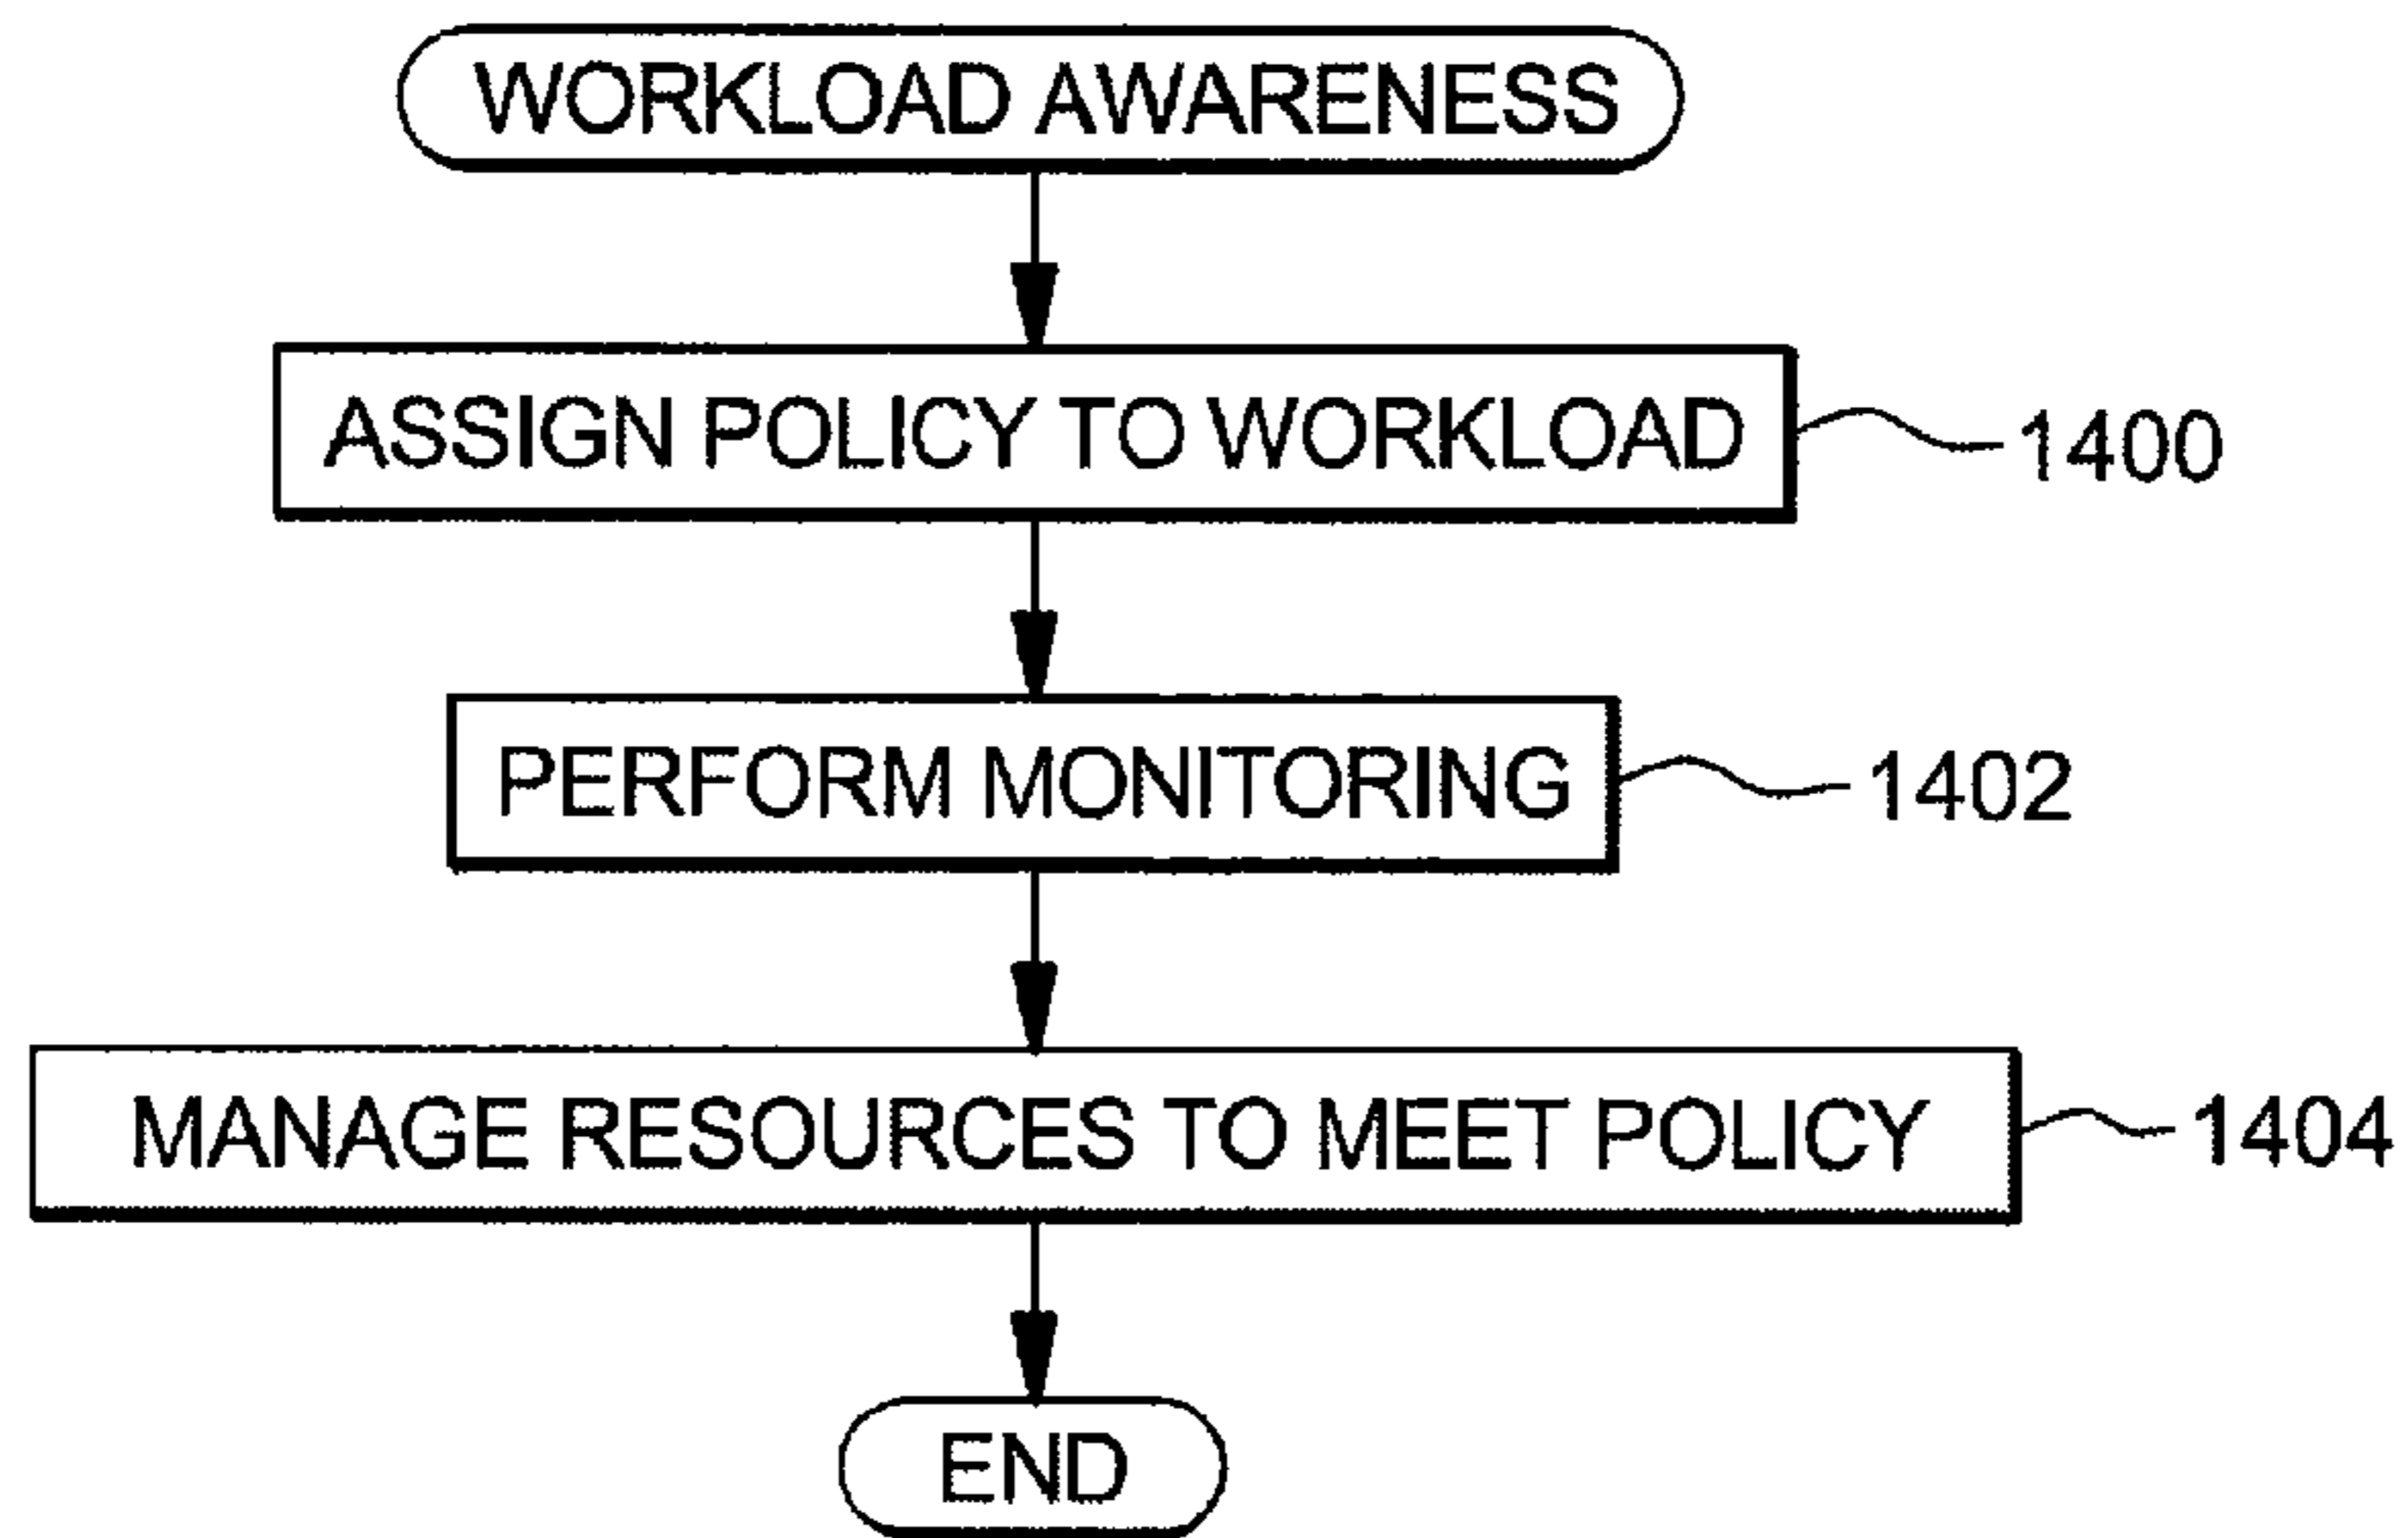 WORKLOAD AWARENESS
ASSIGN POLICY TO WORKLOAD 1400
PERFORM MONITORING 1402
MANAGE RESOURCES TO MEET POLICY 1404
END